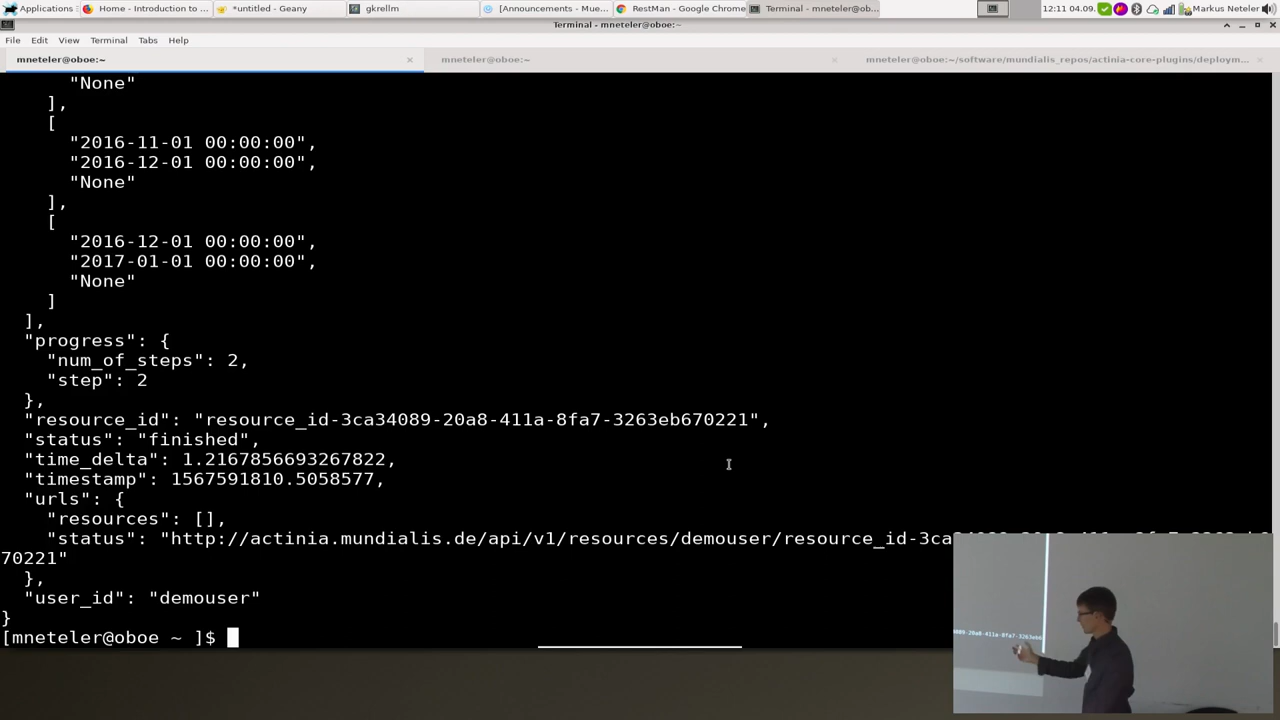 Applications
Home - Introduction to ...
*untitled - Geany
gkrellm
[Announcements - Mue...
RestMan - Google Chrome
Terminal - mneteler@ob...
12:11 04.09.
Markus Neteler
Terminal - mneteler@oboe:~
File Edit View Terminal Tabs Help
mneteler@oboe:~
mneteler@oboe:~
mneteler@oboe:~/software/mundialis_repos/actinia-core-plugins/deploym...
"None"
],
[
"2016-11-01 00:00:00",
"2016-12-01 00:00:00",
"None"
],
[
"2016-12-01 00:00:00",
"2017-01-01 00:00:00",
"None"
]
],
"progress": {
"num_of_steps": 2,
"step": 2
},
"resource_id": "resource_id-3ca34089-20a8-411a-8fa7-3263eb670221",
"status": "finished",
"time_delta": 1.2167856693267822,
"timestamp": 1567591810.5058577,
"urls": {
"resources": [],
"status": "http://actinia.mundialis.de/api/v1/resources/demouser/resource_id-3ca
70221"
},
"user_id": "demouser"
}
[mneteler@oboe ~ ]$
089-20a8-411a-8fa7-3263eb6